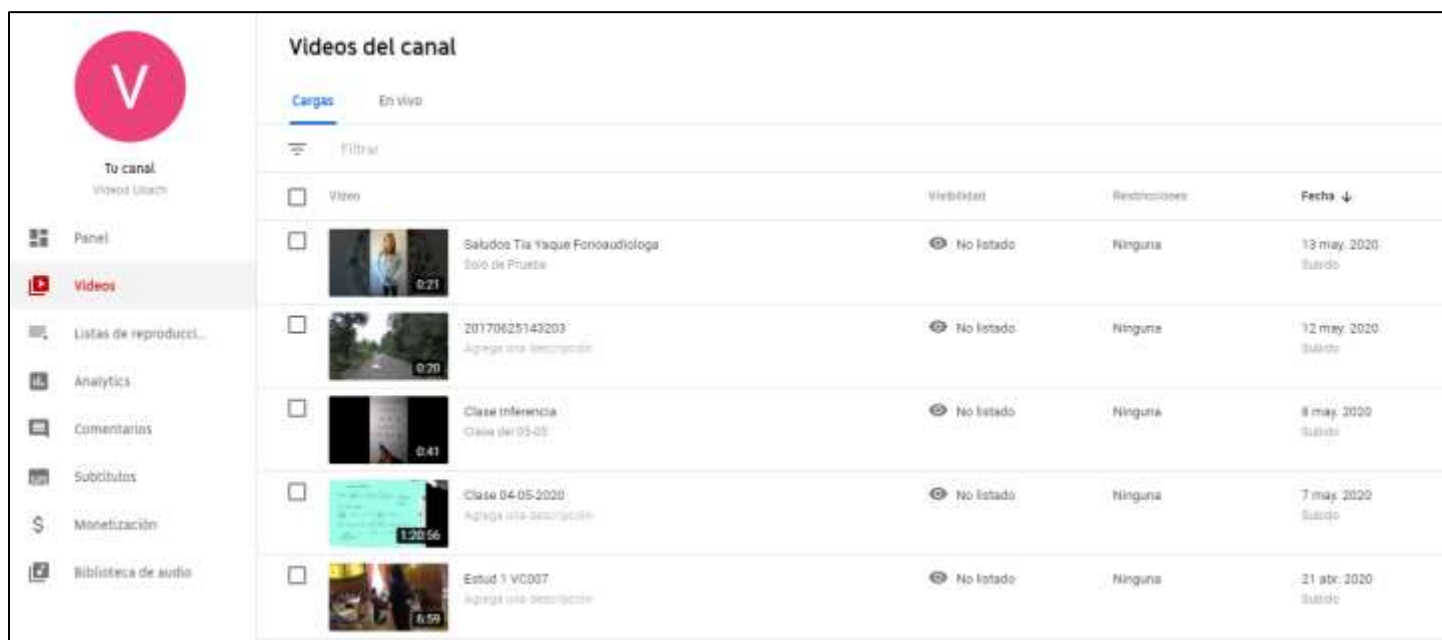 V
Tu canal
Videos Ubach
Panel
Videos
Listas de reproducci...
Analytics
Comentarios
Subtítulos
Monetización
Biblioteca de audio
Videos del canal
Cargas En vivo
Filtrar
Video Visibilidad Restricciones Fecha
0:21 Saludos Tia Yaque Fonoaudiologa No listado Ninguna 13 may. 2020
Solo de Prueba Subido
0:20 20170625143203 No listado Ninguna 12 may. 2020
Agrega una descripción Subido
0:41 Clase Inferencia No listado Ninguna 8 may. 2020
Clase del 05-05 Subido
1:20:56 Clase 04-05-2020 No listado Ninguna 7 may. 2020
Agrega una descripción Subido
6:59 Estud 1 VC007 No listado Ninguna 21 abr. 2020
Agrega una descripción Subido